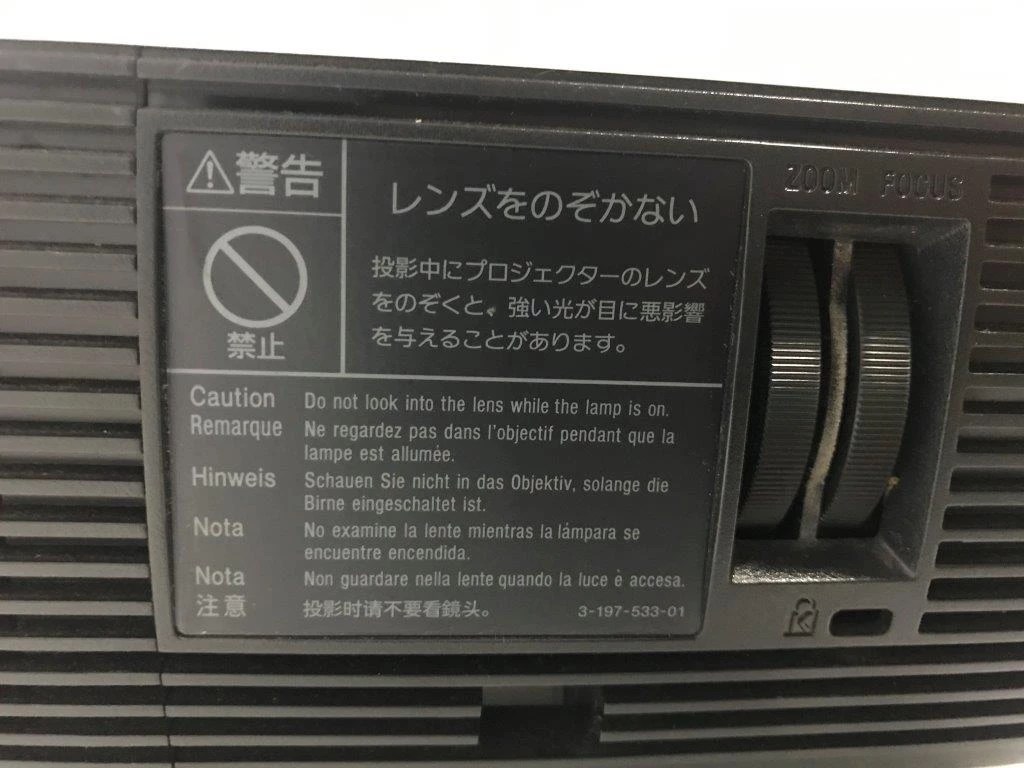 ⚠警告
禁止
レンズをのぞかない
投影中にプロジェクターのレンズ
をのぞくと、強い光が目に悪影響
を与えることがあります。
Caution Do not look into the lens while the lamp is on.
Remarque Ne regardez pas dans l'objectif pendant que la
lampe est allumée.
Hinweis Schauen Sie nicht in das Objektiv, solange die
Birne eingeschaltet ist.
Nota No examine la lente mientras la lámpara se
encuentre encendida.
Nota Non guardare nella lente quando la luce è accesa.
注意 投影时请不要看鏡头。 3-197-533-01
ZOOM FOCUS